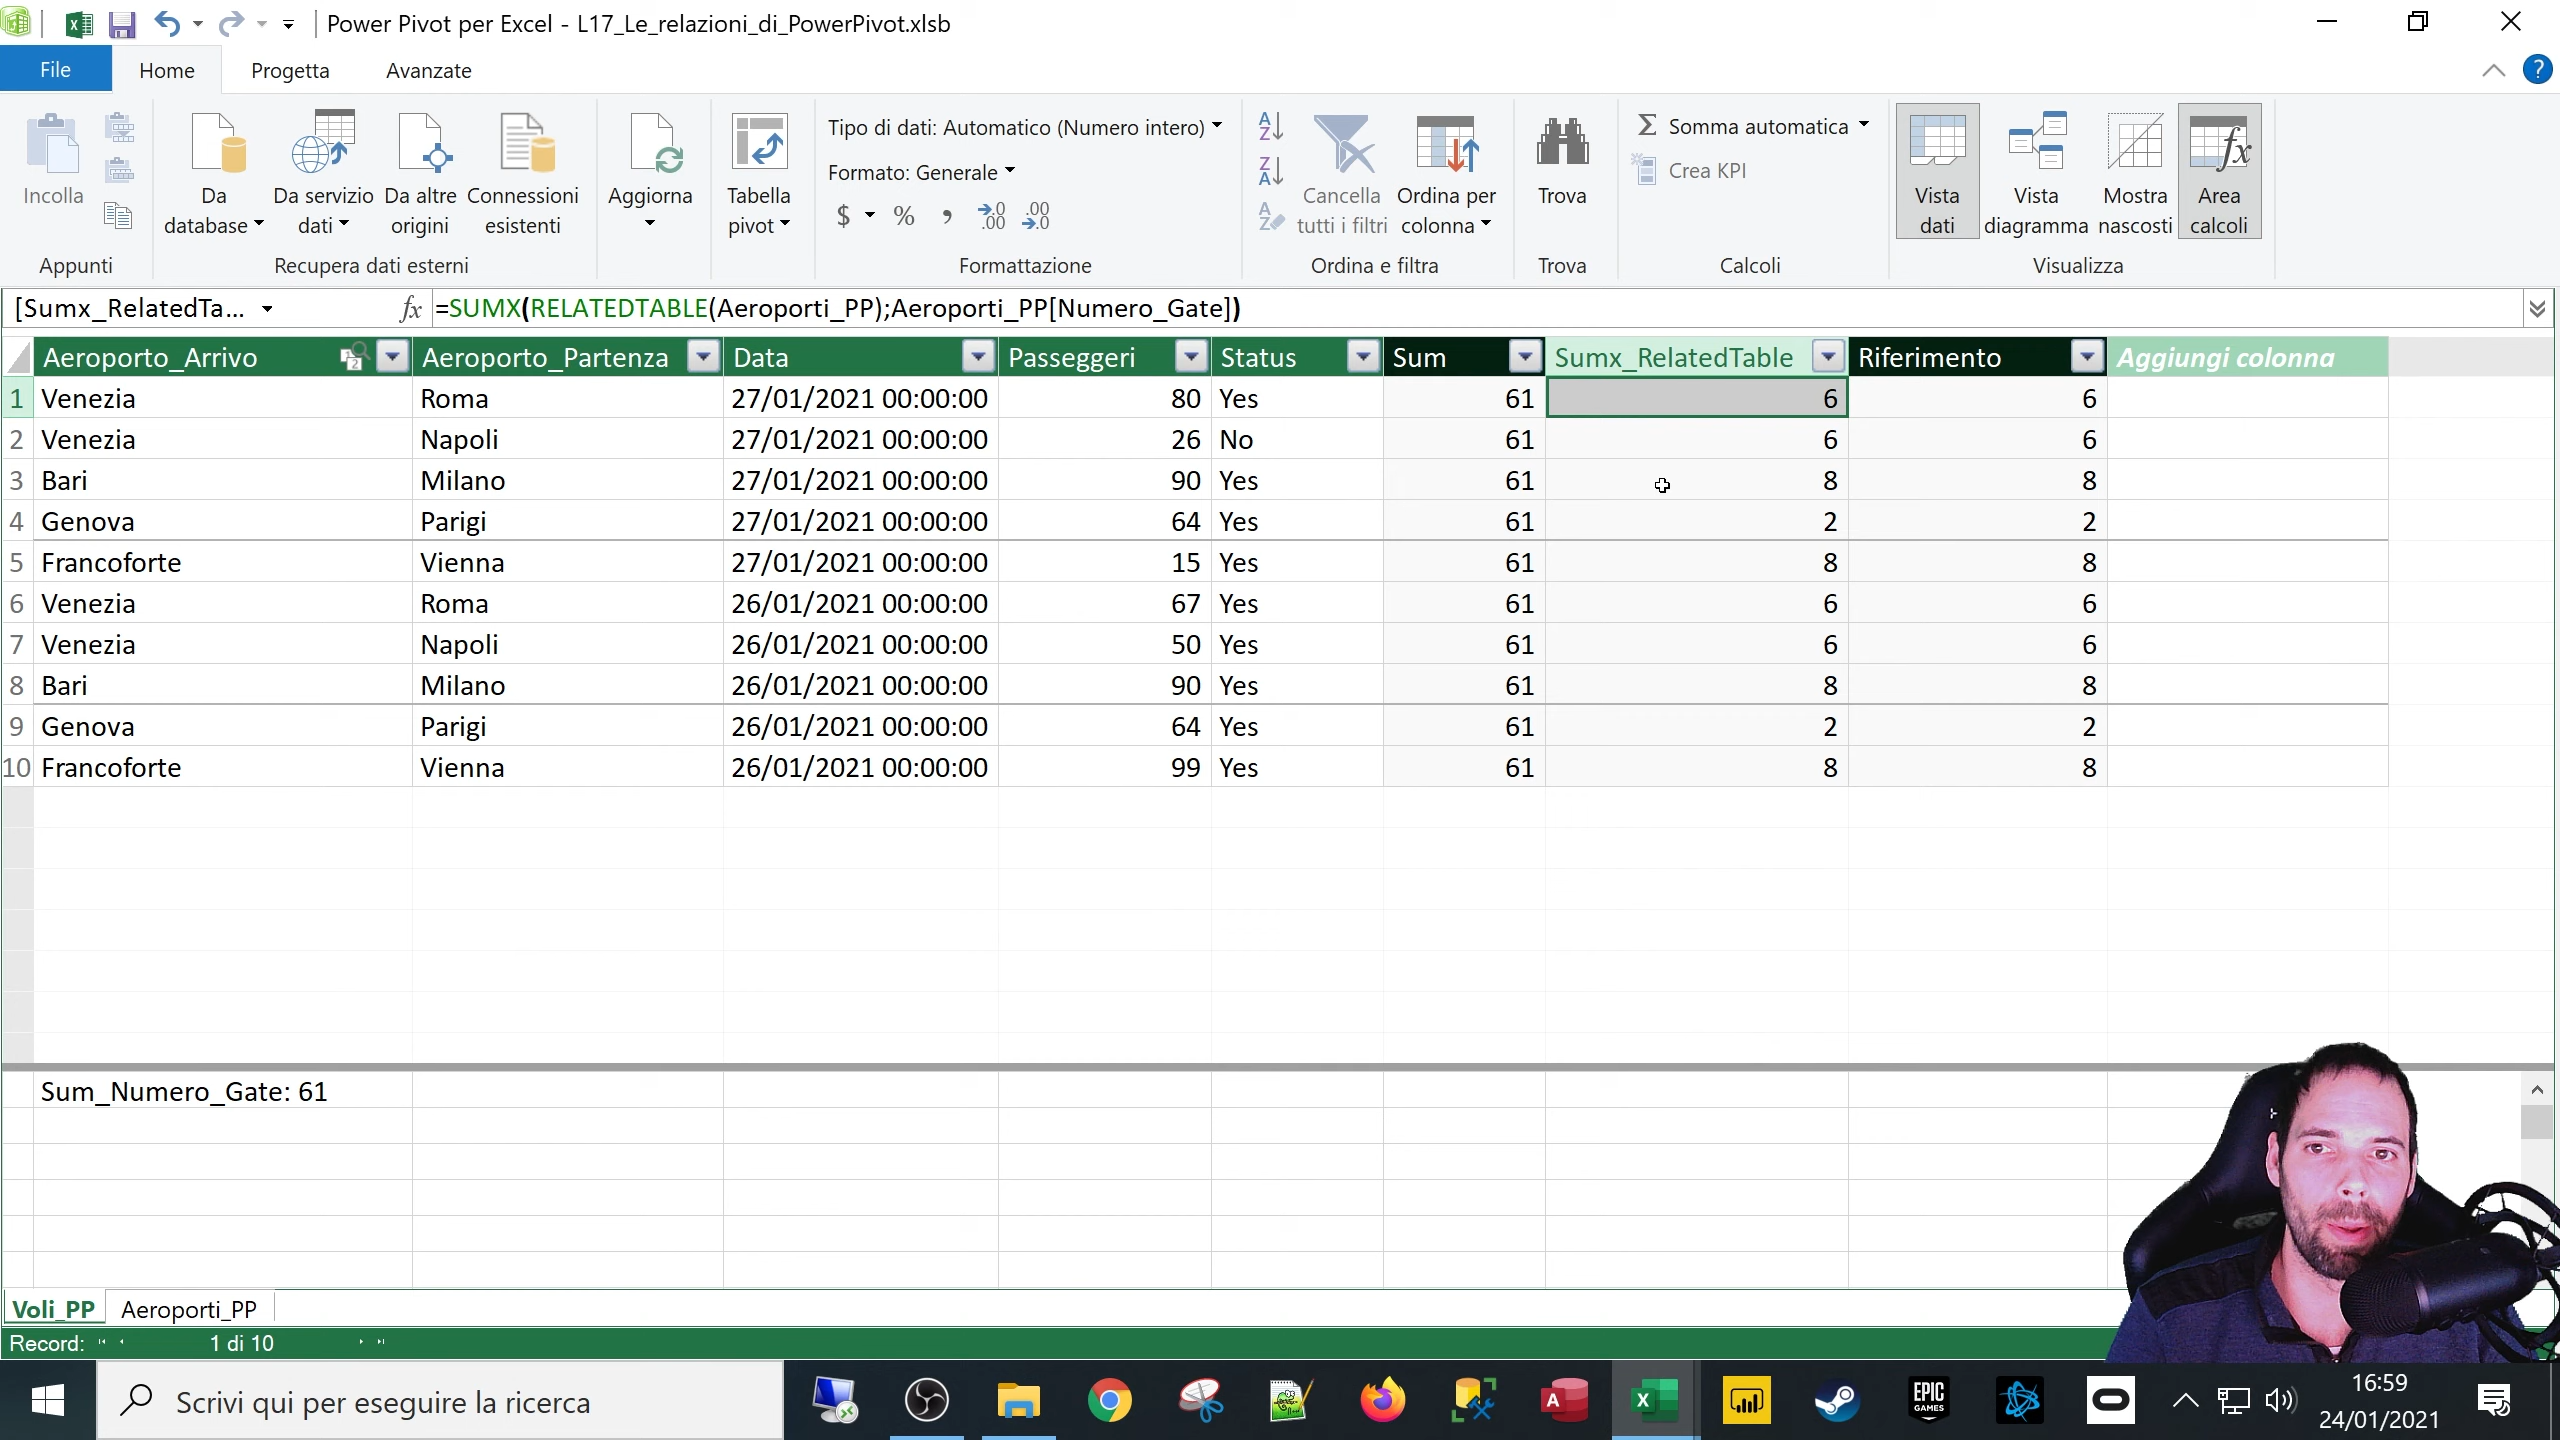 Power Pivot per Excel - L17_Le_relazioni_di_PowerPivot.xlsb
File Home Progetta Avanzate
Incolla
Da database
Da servizio dati
Da altre origini
Connessioni esistenti
Aggiorna
Tabella pivot
Tipo di dati: Automatico (Numero intero)
Formato: Generale
$ % , →.0 .00 .00 →.0
Cancella tutti i filtri
Ordina per colonna
Trova
Somma automatica
Crea KPI
Vista dati
Vista diagramma
Mostra nascosti
Area calcoli
Appunti Recupera dati esterni Formattazione Ordina e filtra Trova Calcoli Visualizza
[Sumx_RelatedTa... fx =SUMX(RELATEDTABLE(Aeroporti_PP);Aeroporti_PP[Numero_Gate])
Aeroporto_Arrivo Aeroporto_Partenza Data Passeggeri Status Sum Sumx_RelatedTable Riferimento Aggiungi colonna
1 Venezia Roma 27/01/2021 00:00:00 80 Yes 61 6 6
2 Venezia Napoli 27/01/2021 00:00:00 26 No 61 6 6
3 Bari Milano 27/01/2021 00:00:00 90 Yes 61 8 8
4 Genova Parigi 27/01/2021 00:00:00 64 Yes 61 2 2
5 Francoforte Vienna 27/01/2021 00:00:00 15 Yes 61 8 8
6 Venezia Roma 26/01/2021 00:00:00 67 Yes 61 6 6
7 Venezia Napoli 26/01/2021 00:00:00 50 Yes 61 6 6
8 Bari Milano 26/01/2021 00:00:00 90 Yes 61 8 8
9 Genova Parigi 26/01/2021 00:00:00 64 Yes 61 2 2
10 Francoforte Vienna 26/01/2021 00:00:00 99 Yes 61 8 8
Sum_Numero_Gate: 61
Voli_PP Aeroporti_PP
Record: 1 di 10
Scrivi qui per eseguire la ricerca
EPIC GAMES
16:59
24/01/2021